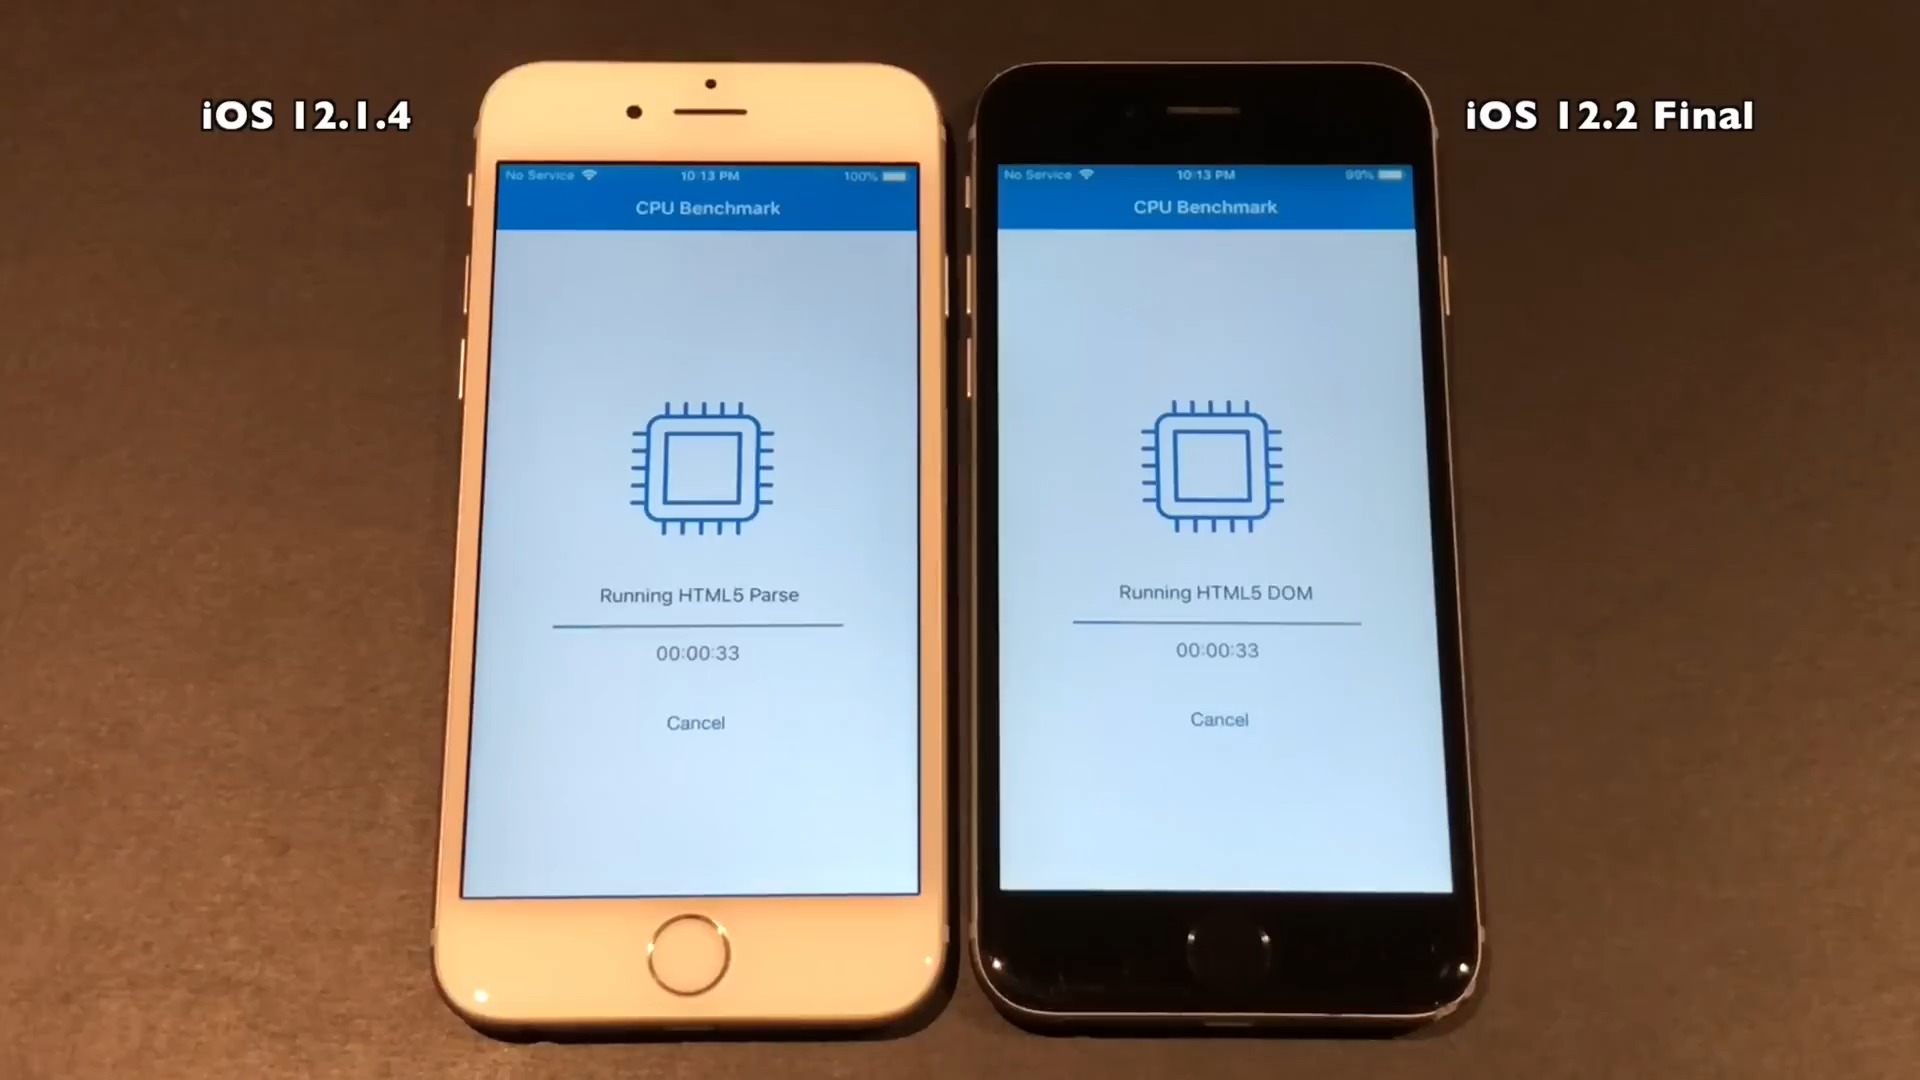 iOS 12.1.4
iOS 12.2 Final
No Service 10:13 PM 100%
CPU Benchmark
Running HTML5 Parse
00:00:33
Cancel
No Service 10:13 PM 99%
CPU Benchmark
Running HTML5 DOM
00:00:33
Cancel